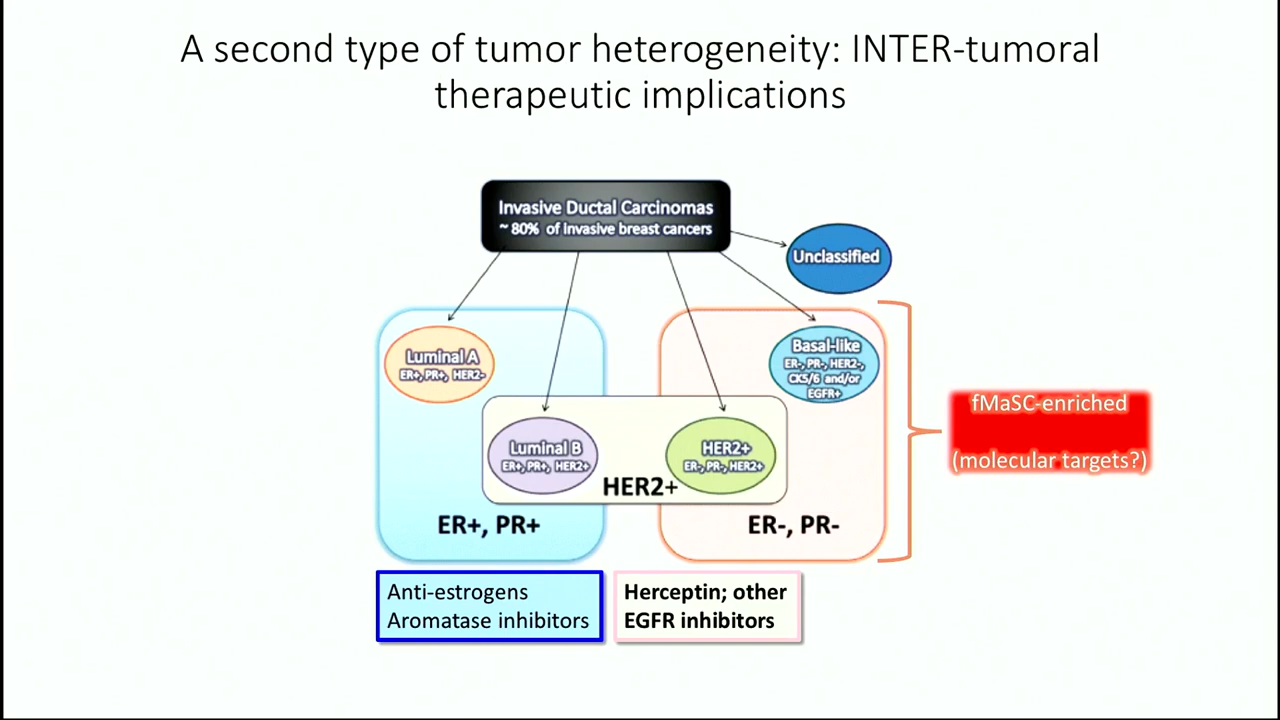 A second type of tumor heterogeneity: INTER-tumoral
therapeutic implications
Invasive Ductal Carcinomas
~ 80% of invasive breast cancers
Unclassified
Luminal A
ER+, PR+, HER2-
Basal-like
ER-, PR-, HER2-,
CK5/6 and/or
EGFR+
Luminal B
ER+, PR+, HER2+
HER2+
ER-, PR-, HER2+
HER2+
ER+, PR+
ER-, PR-
fMaSC-enriched
(molecular targets?)
Anti-estrogens
Aromatase inhibitors
Herceptin; other
EGFR inhibitors